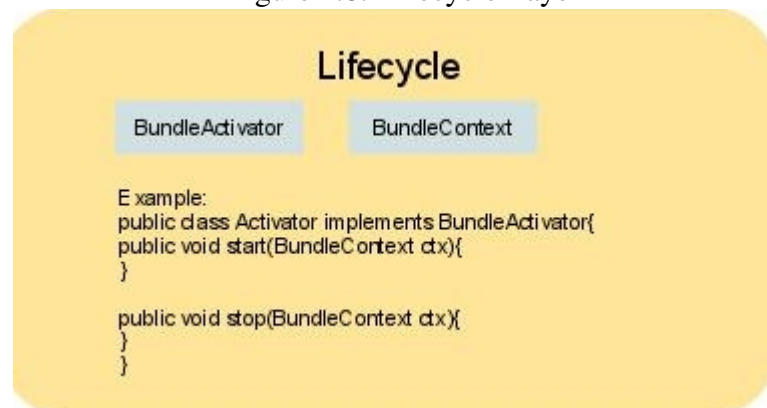 Lifecycle
BundleActivator
BundleContext
Example:
public class Activator implements BundleActivator{
public void start(BundleContext ctx){
}
public void stop(BundleContext ctx){
}
}